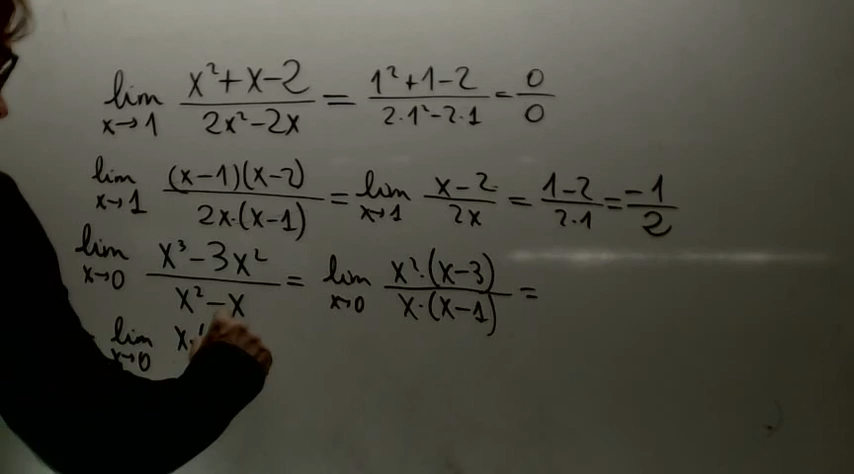 lim x→1 (x²+x-2)/(2x²-2x) = (1²+1-2)/(2·1²-2·1) = 0/0
lim x→1 ((x-1)(x-2))/(2x·(x-1)) = lim x→1 (x-2)/(2x) = (1-2)/(2·1) = -1/2
lim x→0 (x³-3x²)/(x²-x) = lim x→0 (x²·(x-3))/(x·(x-1)) =
lim x→0 x·(